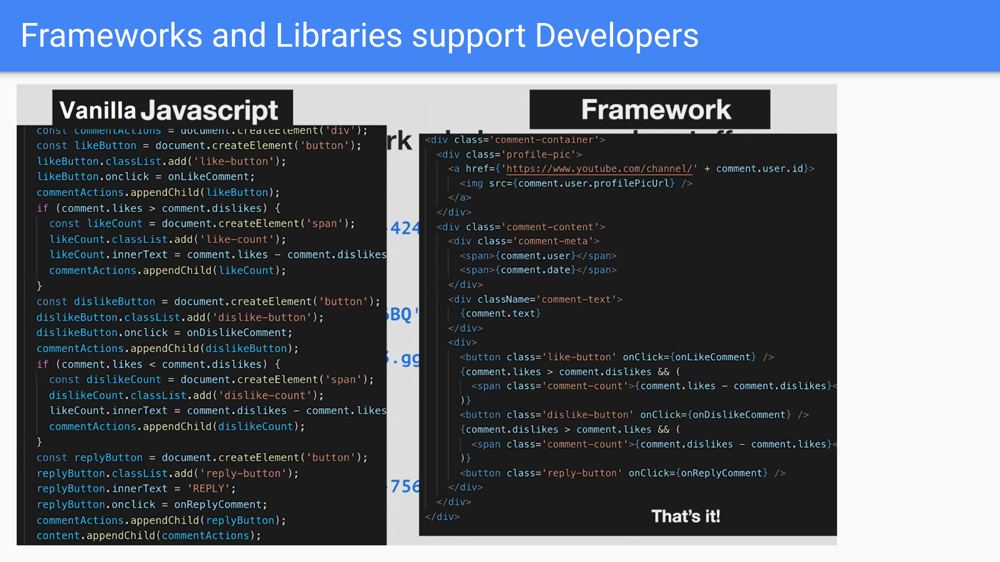 Frameworks and Libraries support Developers
Vanilla Javascript
const commentActions = document.createElement('div');
const likeButton = document.createElement('button');
likeButton.classList.add('like-button');
likeButton.onclick = onLikeComment;
commentActions.appendChild(likeButton);
if (comment.likes > comment.dislikes) {
const likeCount = document.createElement('span');
likeCount.classList.add('like-count');
likeCount.innerText = comment.likes - comment.dislikes
commentActions.appendChild(likeCount);
}
const dislikeButton = document.createElement('button');
dislikeButton.classList.add('dislike-button');
dislikeButton.onclick = onDislikeComment;
commentActions.appendChild(dislikeButton);
if (comment.likes < comment.dislikes) {
const dislikeCount = document.createElement('span');
dislikeCount.classList.add('dislike-count');
likeCount.innerText = comment.dislikes - comment.likes
commentActions.appendChild(dislikeCount);
}
const replyButton = document.createElement('button');
replyButton.classList.add('reply-button');
replyButton.innerText = 'REPLY';
replyButton.onclick = onReplyComment;
commentActions.appendChild(replyButton);
content.appendChild(commentActions);
rk
424
BQ'
.gg
756
Framework
<div class='comment-container'>
<div class='profile-pic'>
<a href={'https://www.youtube.com/channel/' + comment.user.id}>
<img src={comment.user.profilePicUrl} />
</a>
</div>
<div class='comment-content'>
<div class='comment-meta'>
<span>{comment.user}</span>
<span>{comment.date}</span>
</div>
<div className='comment-text'>
{comment.text}
</div>
<div>
<button class='like-button' onClick={onLikeComment} />
{comment.likes > comment.dislikes && (
<span class='comment-count'>{comment.likes - comment.dislikes}<
)}
<button class='dislike-button' onClick={onDislikeComment} />
{comment.dislikes > comment.likes && (
<span class='comment-count'>{comment.dislikes - comment.likes}<
)}
<button class='reply-button' onClick={onReplyComment} />
</div>
</div>
</div>
That's it!